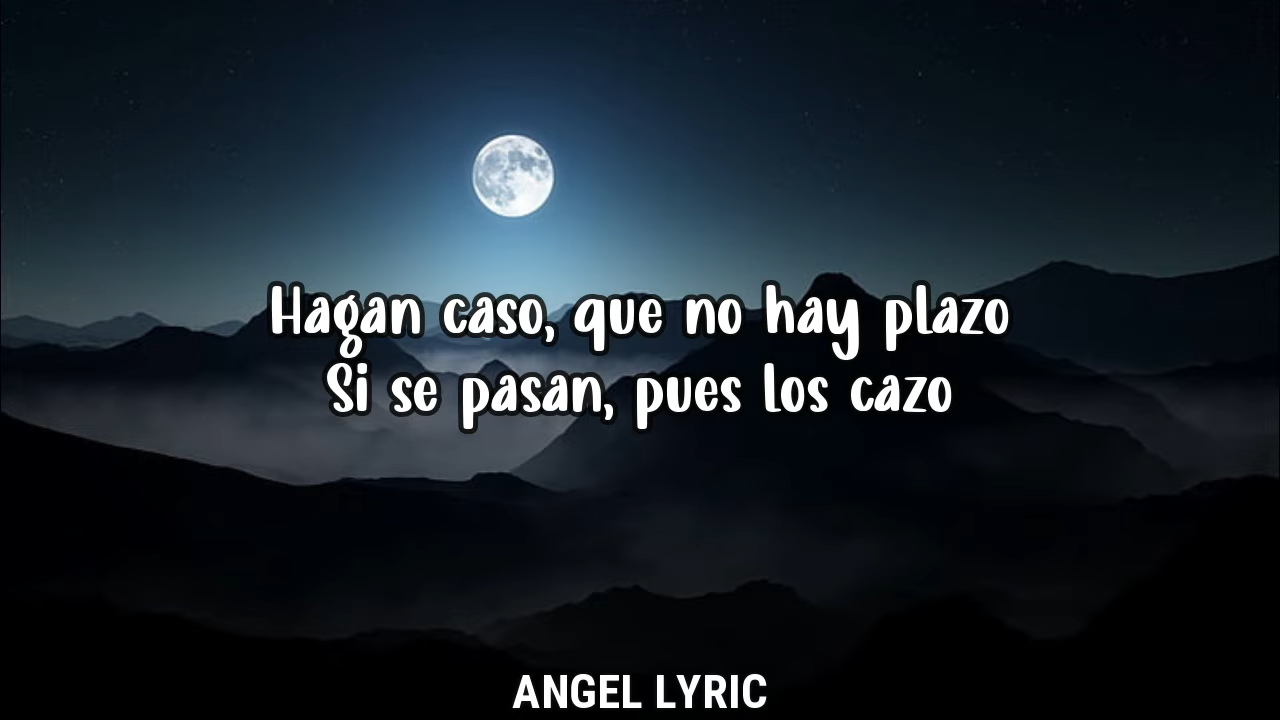 Hagan caso, que no hay plazo
Si se pasan, pues los cazo
ANGEL LYRIC